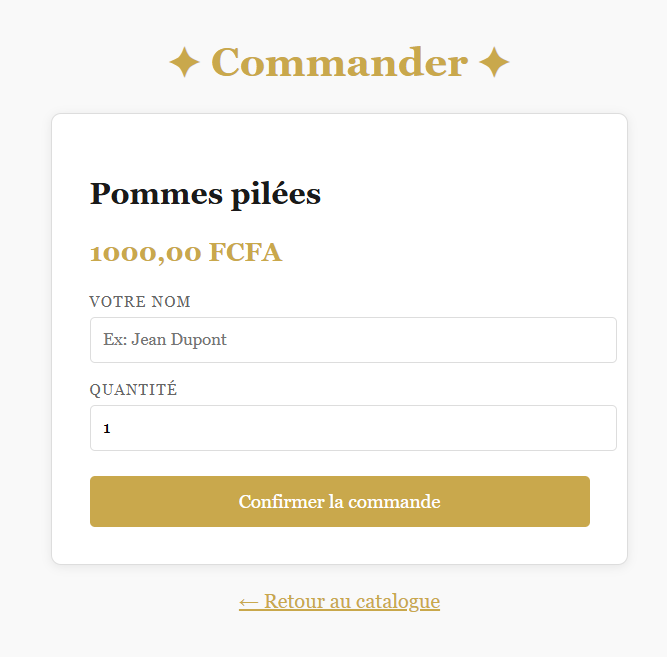 ✦ Commander ✦
Pommes pilées
1000,00 FCFA
VOTRE NOM
Ex: Jean Dupont
QUANTITÉ
1
Confirmer la commande
← Retour au catalogue